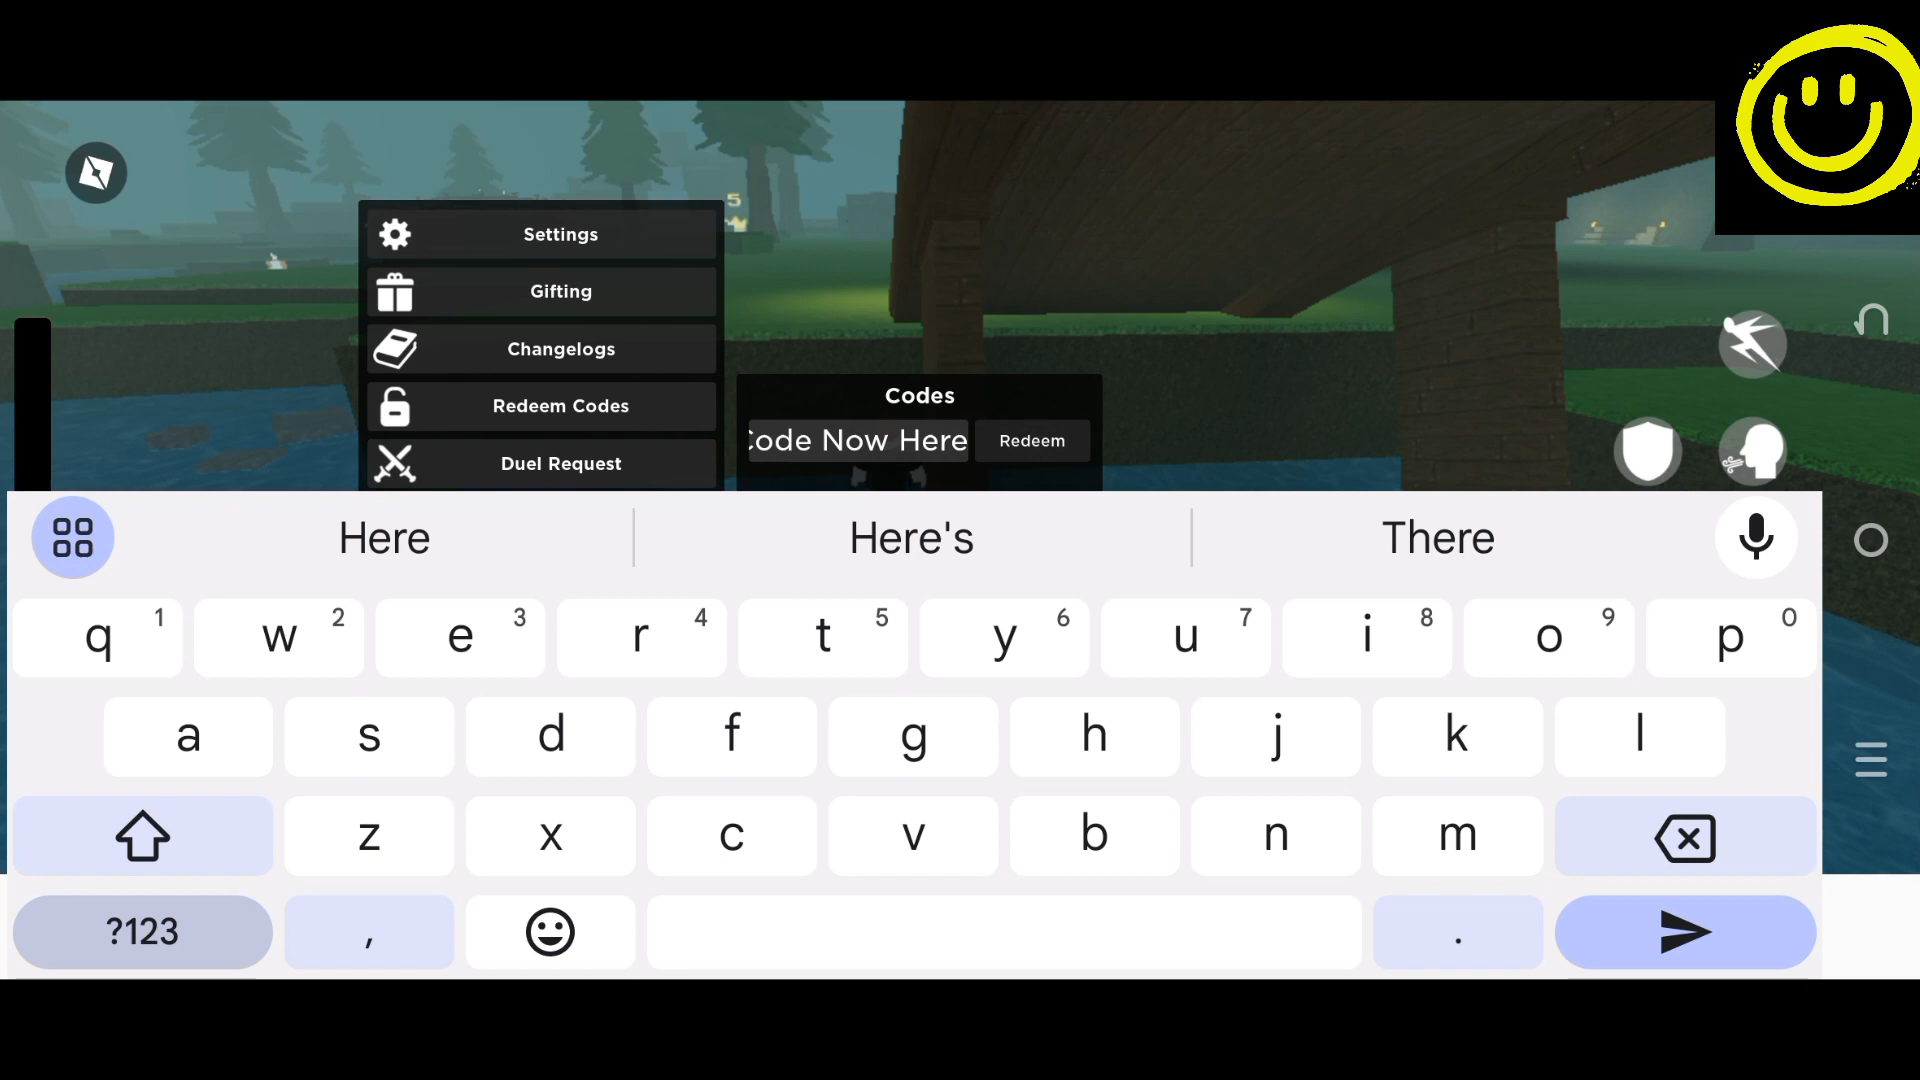 5
Settings
Gifting
Changelogs
Redeem Codes
Duel Request
Codes
Code Now Here
Redeem
Here Here's There
q 1 w 2 e 3 r 4 t 5 y 6 u 7 i 8 o 9 p 0
a s d f g h j k l
z x c v b n m
?123 , .